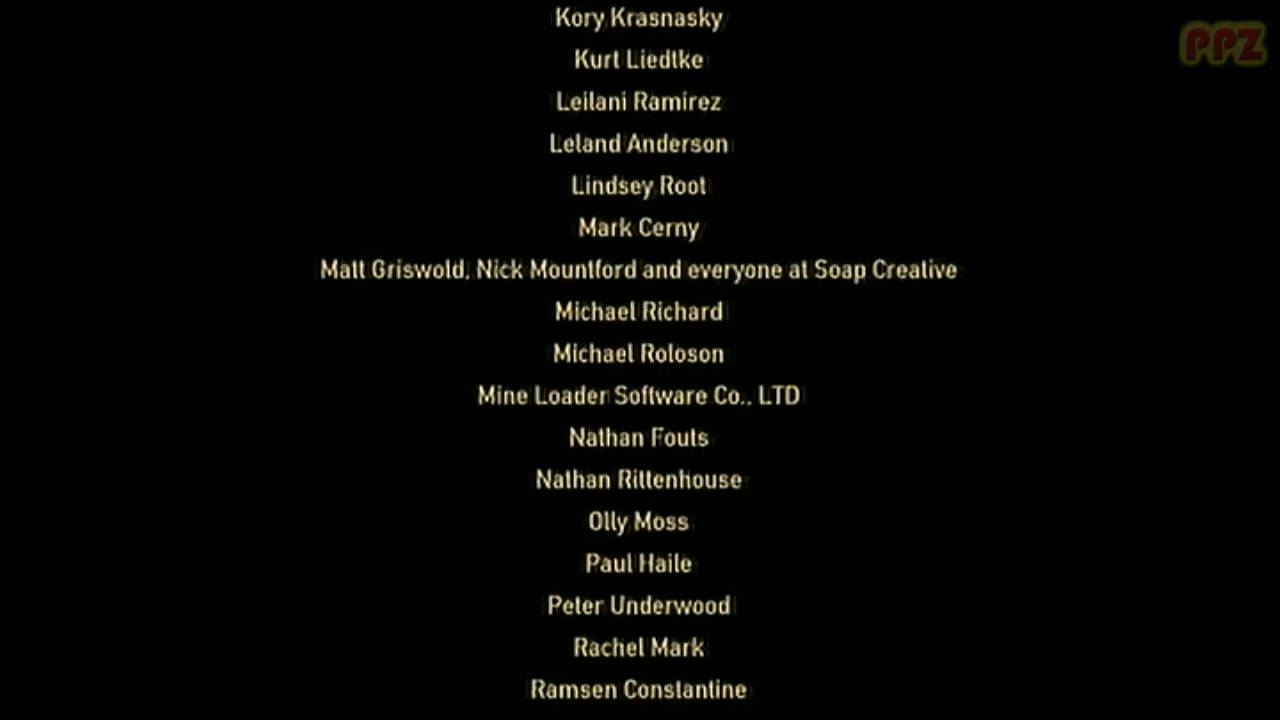 Kory Krasnasky
PPZ
Kurt Liedtke
Leilani Ramirez
Leland Anderson
Lindsey Root
Mark Cerny
Matt Griswold, Nick Mountford and everyone at Soap Creative
Michael Richard
Michael Roloson
Mine Loader Software Co., LTD
Nathan Fouts
Nathan Rittenhouse
Olly Moss
Paul Haile
Peter Underwood
Rachel Mark
Ramsen Constantine